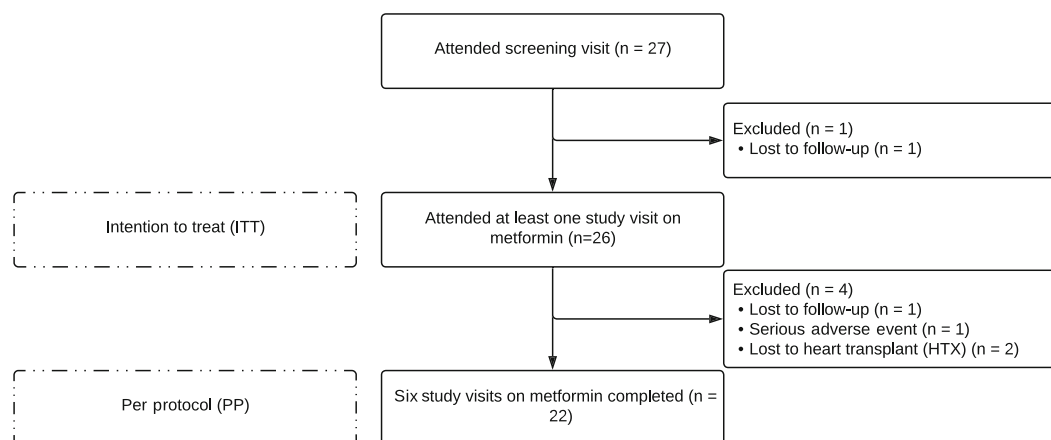 Attended screening visit (n = 27)
Excluded (n = 1)
• Lost to follow-up (n = 1)
Intention to treat (ITT)
Attended at least one study visit on
metformin (n=26)
Excluded (n = 4)
• Lost to follow-up (n = 1)
• Serious adverse event (n = 1)
• Lost to heart transplant (HTX) (n = 2)
Per protocol (PP)
Six study visits on metformin completed (n =
22)